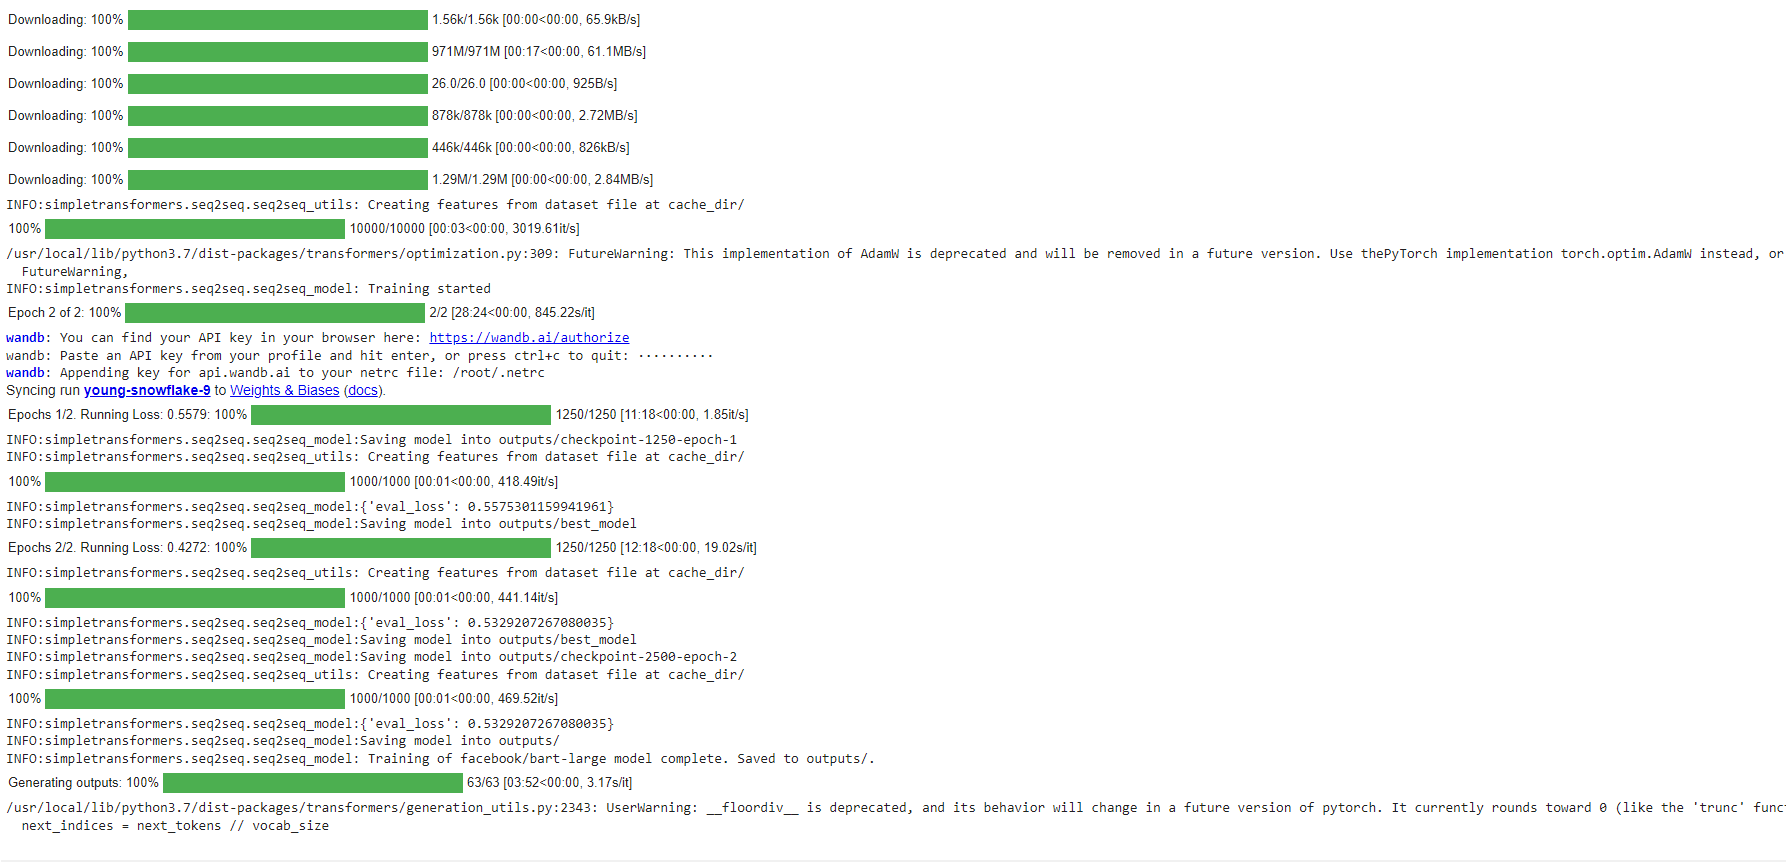 Downloading: 100% 1.56k/1.56k [00:00<00:00, 65.9kB/s]
Downloading: 100% 971M/971M [00:17<00:00, 61.1MB/s]
Downloading: 100% 26.0/26.0 [00:00<00:00, 925B/s]
Downloading: 100% 878k/878k [00:00<00:00, 2.72MB/s]
Downloading: 100% 446k/446k [00:00<00:00, 826kB/s]
Downloading: 100% 1.29M/1.29M [00:00<00:00, 2.84MB/s]
INFO:simpletransformers.seq2seq.seq2seq_utils: Creating features from dataset file at cache_dir/
100% 10000/10000 [00:03<00:00, 3019.61it/s]
/usr/local/lib/python3.7/dist-packages/transformers/optimization.py:309: FutureWarning: This implementation of AdamW is deprecated and will be removed in a future version. Use thePyTorch implementation torch.optim.AdamW instead, or
FutureWarning,
INFO:simpletransformers.seq2seq.seq2seq_model: Training started
Epoch 2 of 2: 100% 2/2 [28:24<00:00, 845.22s/it]
wandb: You can find your API key in your browser here: https://wandb.ai/authorize
wandb: Paste an API key from your profile and hit enter, or press ctrl+c to quit: ··········
wandb: Appending key for api.wandb.ai to your netrc file: /root/.netrc
Syncing run young-snowflake-9 to Weights & Biases (docs).
Epochs 1/2. Running Loss: 0.5579: 100% 1250/1250 [11:18<00:00, 1.85it/s]
INFO:simpletransformers.seq2seq.seq2seq_model:Saving model into outputs/checkpoint-1250-epoch-1
INFO:simpletransformers.seq2seq.seq2seq_utils: Creating features from dataset file at cache_dir/
100% 1000/1000 [00:01<00:00, 418.49it/s]
INFO:simpletransformers.seq2seq.seq2seq_model:{'eval_loss': 0.5575301159941961}
INFO:simpletransformers.seq2seq.seq2seq_model:Saving model into outputs/best_model
Epochs 2/2. Running Loss: 0.4272: 100% 1250/1250 [12:18<00:00, 19.02s/it]
INFO:simpletransformers.seq2seq.seq2seq_utils: Creating features from dataset file at cache_dir/
100% 1000/1000 [00:01<00:00, 441.14it/s]
INFO:simpletransformers.seq2seq.seq2seq_model:{'eval_loss': 0.5329207267080035}
INFO:simpletransformers.seq2seq.seq2seq_model:Saving model into outputs/best_model
INFO:simpletransformers.seq2seq.seq2seq_model:Saving model into outputs/checkpoint-2500-epoch-2
INFO:simpletransformers.seq2seq.seq2seq_utils: Creating features from dataset file at cache_dir/
100% 1000/1000 [00:01<00:00, 469.52it/s]
INFO:simpletransformers.seq2seq.seq2seq_model:{'eval_loss': 0.5329207267080035}
INFO:simpletransformers.seq2seq.seq2seq_model:Saving model into outputs/
INFO:simpletransformers.seq2seq.seq2seq_model: Training of facebook/bart-large model complete. Saved to outputs/.
Generating outputs: 100% 63/63 [03:52<00:00, 3.17s/it]
/usr/local/lib/python3.7/dist-packages/transformers/generation_utils.py:2343: UserWarning: __floordiv__ is deprecated, and its behavior will change in a future version of pytorch. It currently rounds toward 0 (like the 'trunc' func
next_indices = next_tokens // vocab_size